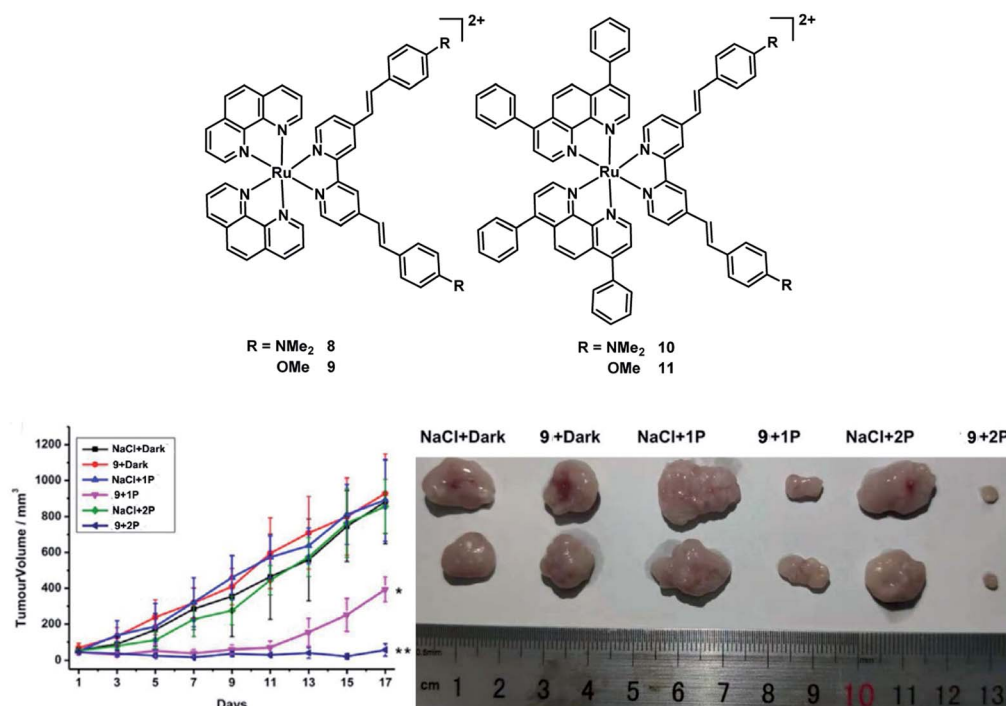 2+
R
N
N
N
N
N
N
Ru
R
R = NMe₂ 8
OMe 9
2+
R
N
N
N
N
N
N
Ru
R
R = NMe₂ 10
OMe 11
TumourVolume / mm³
1200
1000
800
600
400
200
0
NaCl+Dark
9+Dark
NaCl+1P
9+1P
NaCl+2P
9+2P
*
**
1 3 5 7 9 11 13 15 17
Days
NaCl+Dark 9+Dark NaCl+1P 9+1P NaCl+2P 9+2P
0.5mm
cm 1 2 3 4 5 6 7 8 9 10 11 12 13